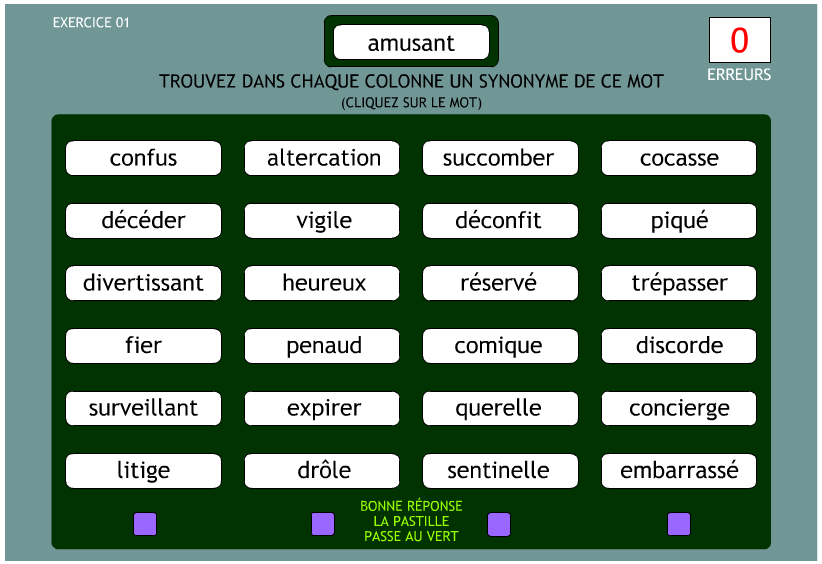 EXERCICE 01
amusant
0
ERREURS
TROUVEZ DANS CHAQUE COLONNE UN SYNONYME DE CE MOT
(CLIQUEZ SUR LE MOT)
confus altercation succomber cocasse
décéder vigile déconfit piqué
divertissant heureux réservé trépasser
fier penaud comique discorde
surveillant expirer querelle concierge
litige drôle sentinelle embarrassé
BONNE RÉPONSE
LA PASTILLE
PASSE AU VERT